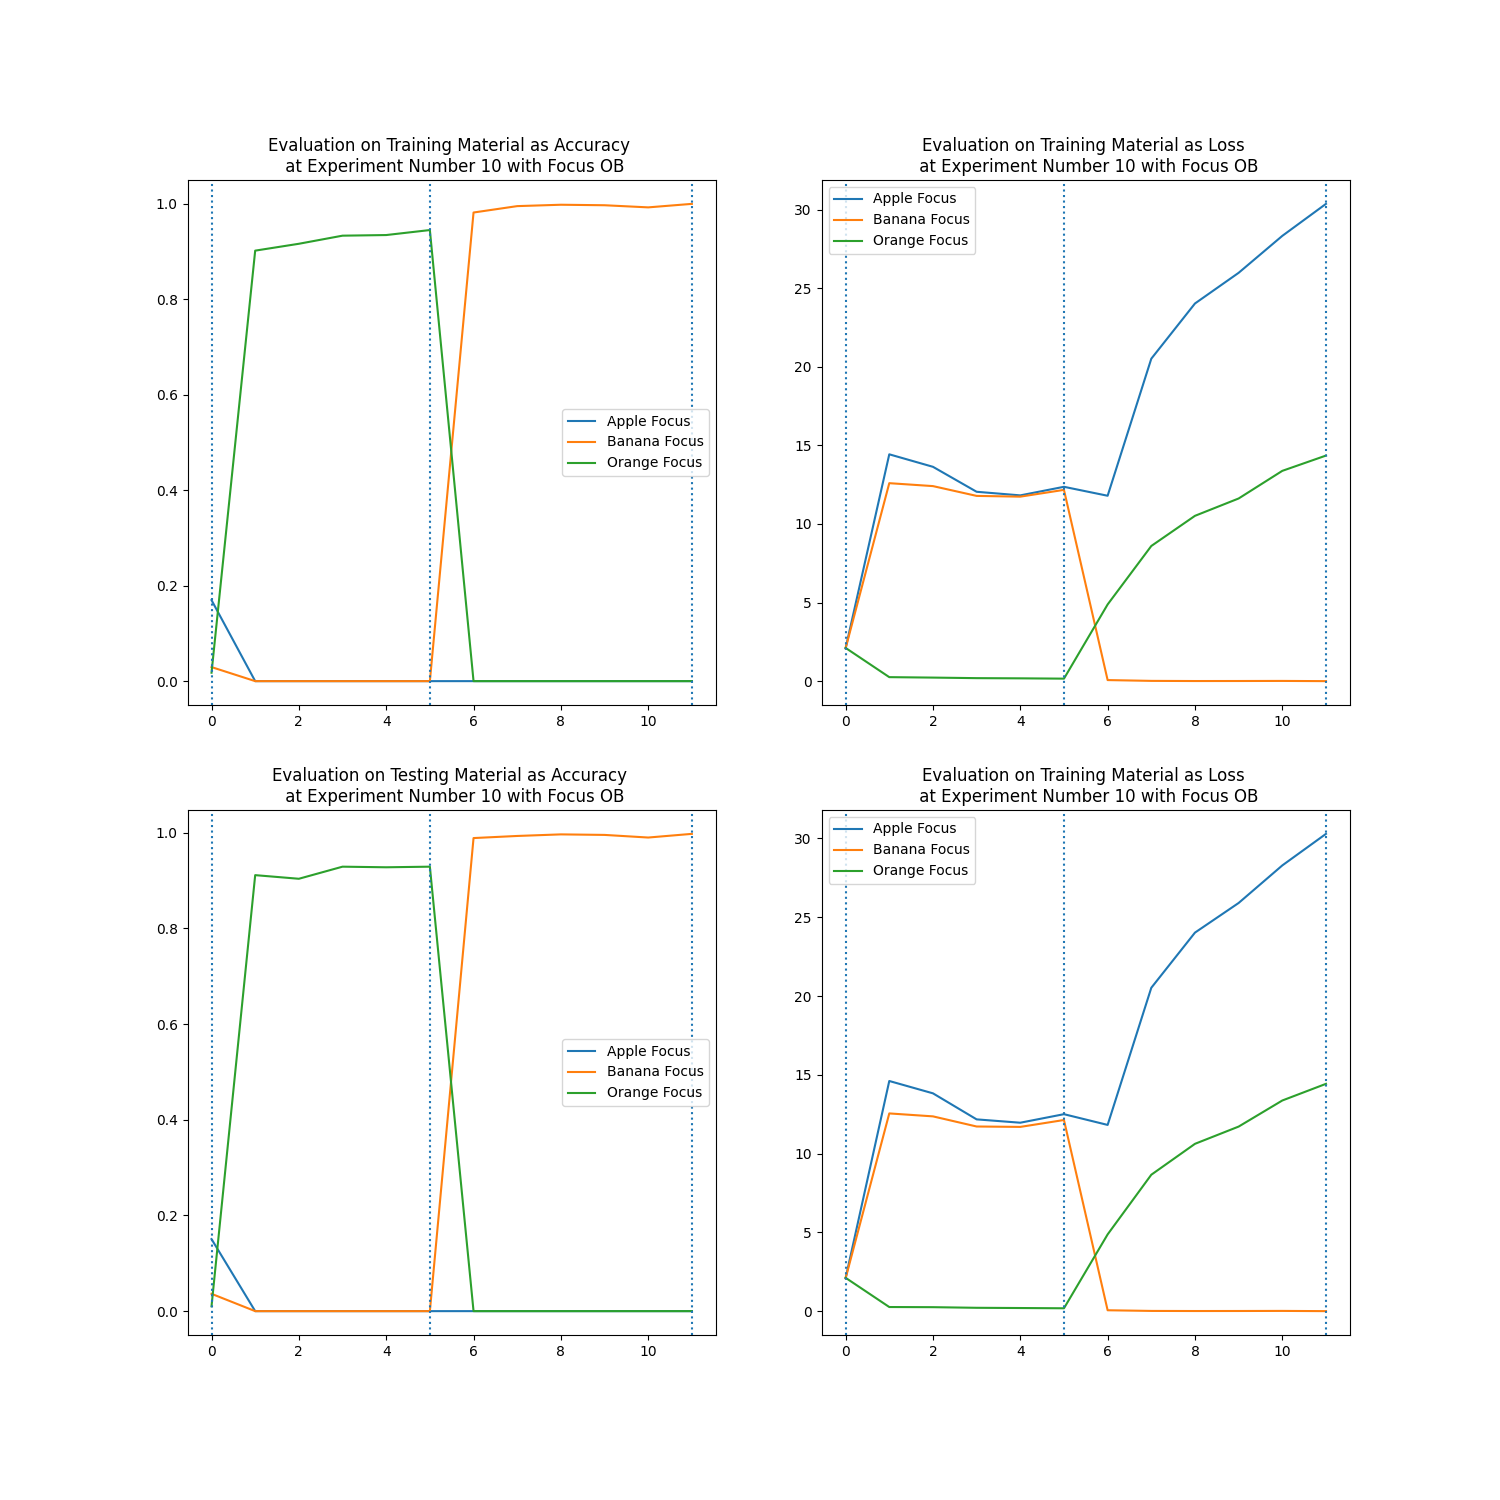 Evaluation on Training Material as Accuracy
at Experiment Number 10 with Focus OB
1.0
0.8
0.6
0.4
0.2
0.0
Apple Focus
Banana Focus
Orange Focus
0 2 4 6 8 10
Evaluation on Training Material as Loss
at Experiment Number 10 with Focus OB
Apple Focus
Banana Focus
Orange Focus
30
25
20
15
10
5
0
0 2 4 6 8 10
Evaluation on Testing Material as Accuracy
at Experiment Number 10 with Focus OB
1.0
0.8
0.6
0.4
0.2
0.0
Apple Focus
Banana Focus
Orange Focus
0 2 4 6 8 10
Evaluation on Training Material as Loss
at Experiment Number 10 with Focus OB
Apple Focus
Banana Focus
Orange Focus
30
25
20
15
10
5
0
0 2 4 6 8 10